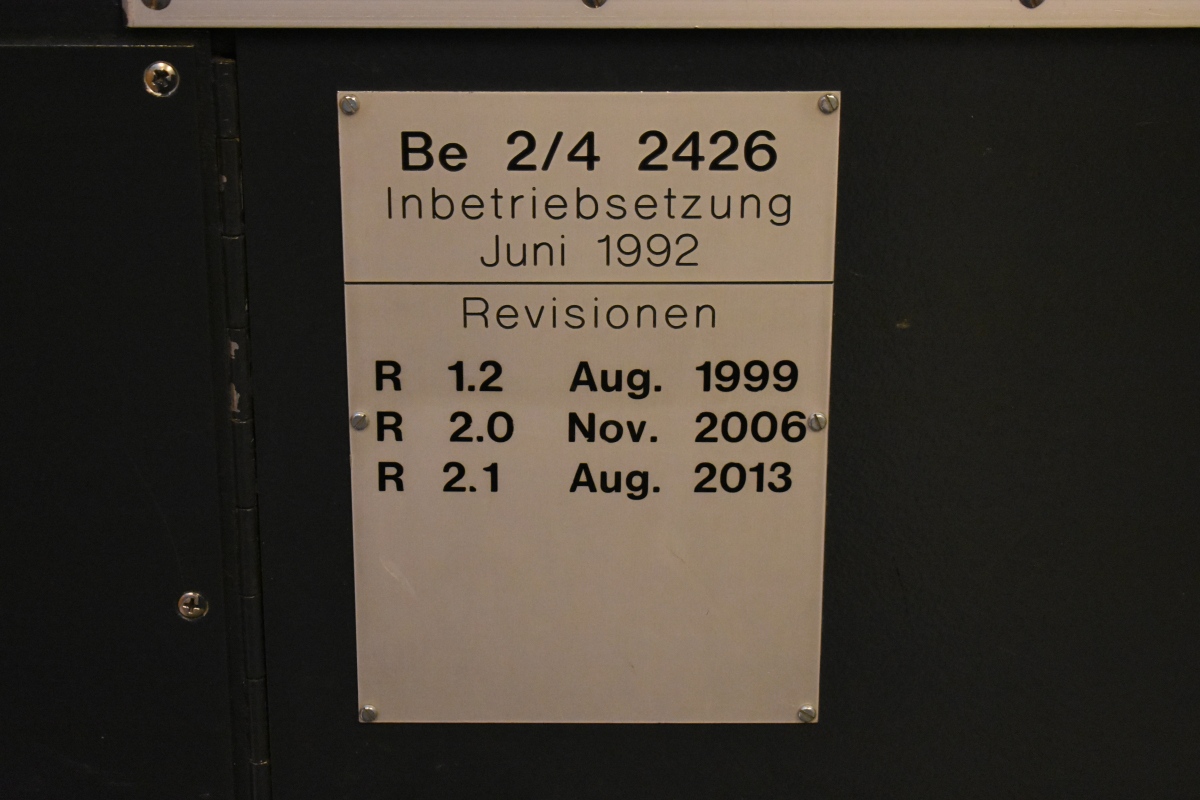 Be 2/4 2426
Inbetriebsetzung
Juni 1992
Revisionen
R 1.2 Aug. 1999
R 2.0 Nov. 2006
R 2.1 Aug. 2013